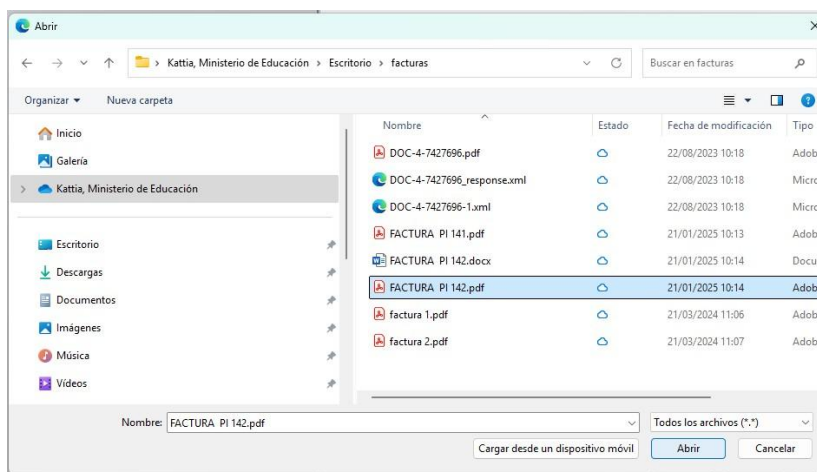 Abrir
Kattia, Ministerio de Educación > Escritorio > facturas
Buscar en facturas
Organizar
Nueva carpeta
Inicio
Galería
Kattia, Ministerio de Educación
Escritorio
Descargas
Documentos
Imágenes
Música
Vídeos
Nombre Estado Fecha de modificación Tipo
DOC-4-7427696.pdf 22/08/2023 10:18 Adob
DOC-4-7427696_response.xml 22/08/2023 10:18 Micro
DOC-4-7427696-1.xml 22/08/2023 10:18 Micro
FACTURA PI 141.pdf 21/01/2025 10:13 Adob
FACTURA PI 142.docx 21/01/2025 10:14 Docu
FACTURA PI 142.pdf 21/01/2025 10:14 Adob
factura 1.pdf 21/03/2024 11:06 Adob
factura 2.pdf 21/03/2024 11:07 Adob
Nombre: FACTURA PI 142.pdf
Todos los archivos (*.*)
Cargar desde un dispositivo móvil
Abrir
Cancelar